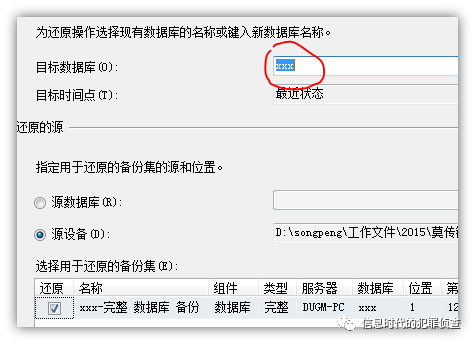 为还原操作选择现有数据库的名称或键入新数据库名称。
目标数据库(O): xxx
目标时间点(T): 最近状态
还原的源
指定用于还原的备份集的源和位置。
源数据库(R):
源设备(D): D:\songpeng\工作文件\2015\莫传
选择用于还原的备份集(E):
还原 名称 组件 类型 服务器 数据库 位置 第
xxx-完整 数据库 备份 数据库 完整 DUGM-PC xxx 1 12
信息时代的犯罪侦查